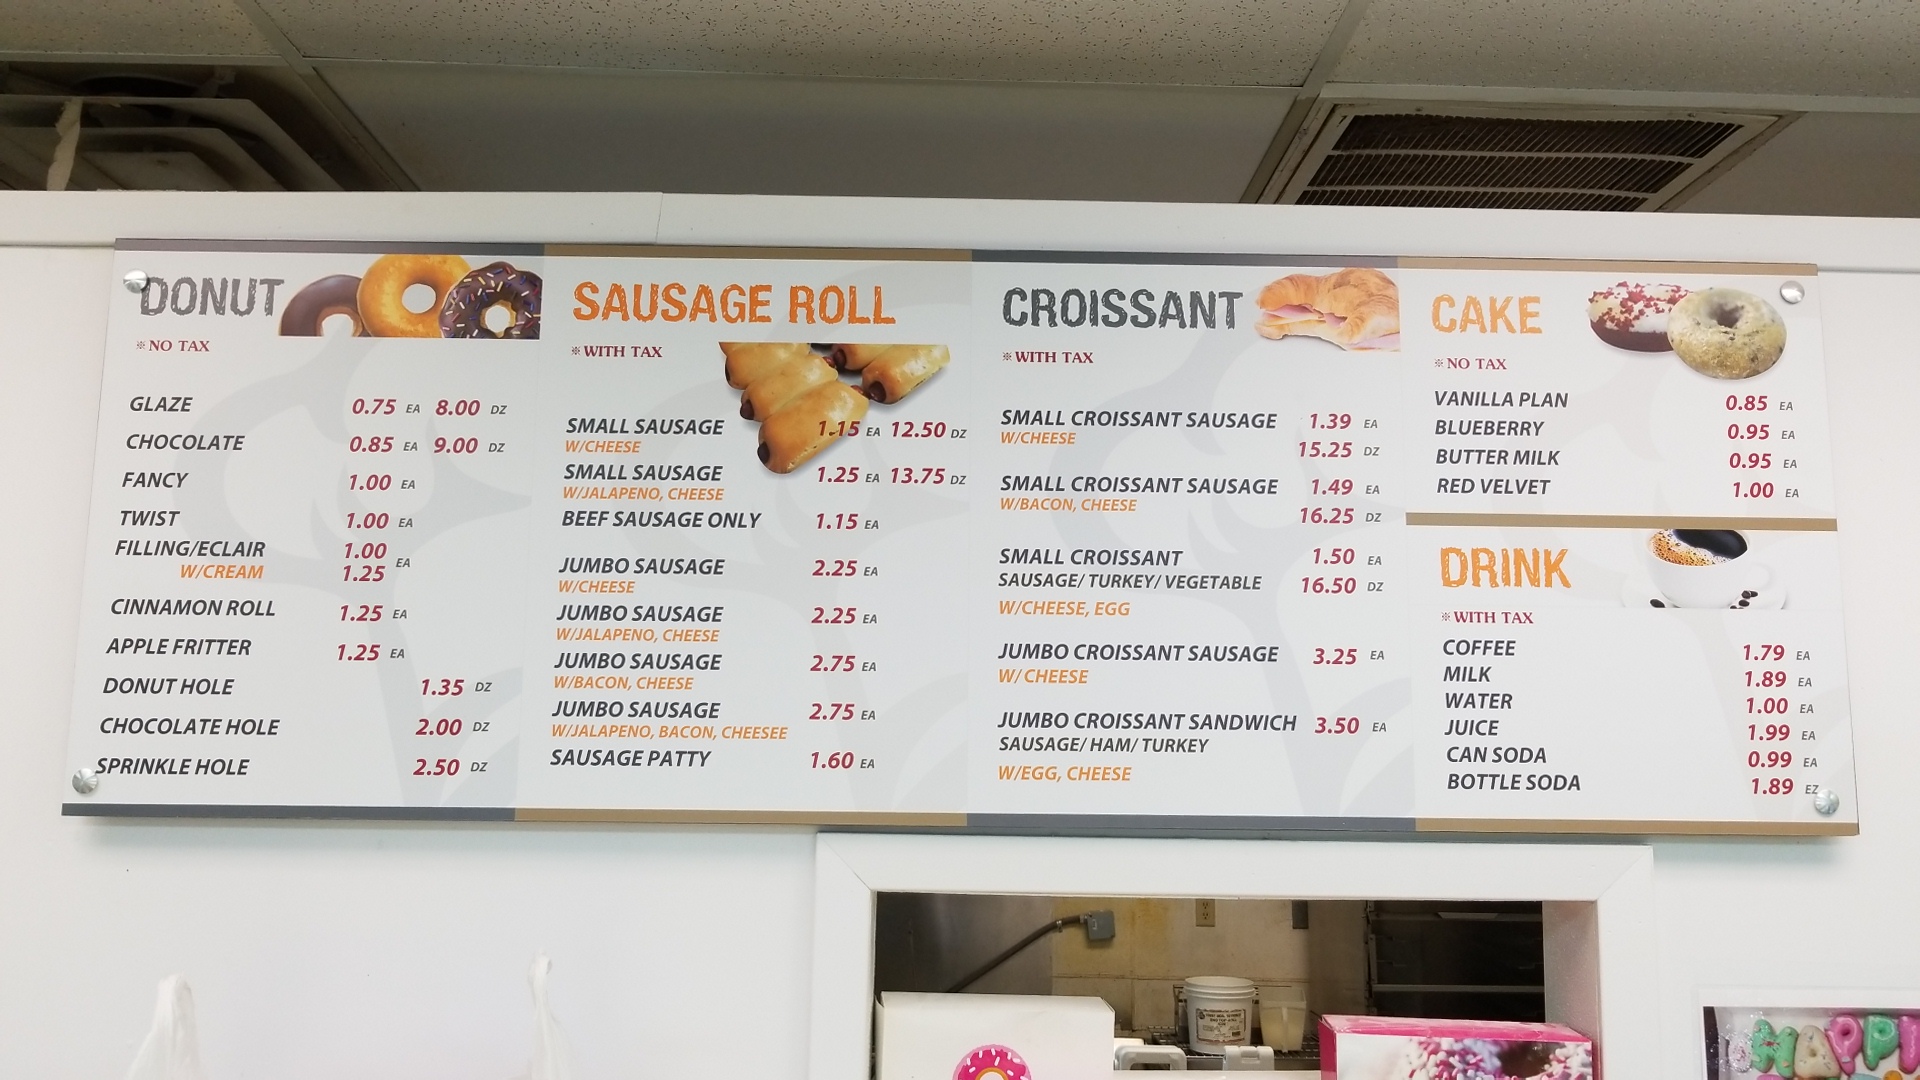 DONUT
※NO TAX
GLAZE 0.75 EA 8.00 DZ
CHOCOLATE 0.85 EA 9.00 DZ
FANCY 1.00 EA
TWIST 1.00 EA
FILLING/ECLAIR 1.00 EA
W/CREAM 1.25
CINNAMON ROLL 1.25 EA
APPLE FRITTER 1.25 EA
DONUT HOLE 1.35 DZ
CHOCOLATE HOLE 2.00 DZ
SPRINKLE HOLE 2.50 DZ
SAUSAGE ROLL
※WITH TAX
SMALL SAUSAGE 1.15 EA 12.50 DZ
W/CHEESE
SMALL SAUSAGE 1.25 EA 13.75 DZ
W/JALAPENO, CHEESE
BEEF SAUSAGE ONLY 1.15 EA
JUMBO SAUSAGE 2.25 EA
W/CHEESE
JUMBO SAUSAGE 2.25 EA
W/JALAPENO, CHEESE
JUMBO SAUSAGE 2.75 EA
W/BACON, CHEESE
JUMBO SAUSAGE 2.75 EA
W/JALAPENO, BACON, CHEESEE
SAUSAGE PATTY 1.60 EA
CROISSANT
※WITH TAX
SMALL CROISSANT SAUSAGE 1.39 EA
W/CHEESE 15.25 DZ
SMALL CROISSANT SAUSAGE 1.49 EA
W/BACON, CHEESE 16.25 DZ
SMALL CROISSANT 1.50 EA
SAUSAGE/ TURKEY/ VEGETABLE 16.50 DZ
W/CHEESE, EGG
JUMBO CROISSANT SAUSAGE 3.25 EA
W/ CHEESE
JUMBO CROISSANT SANDWICH 3.50 EA
SAUSAGE/ HAM/ TURKEY
W/EGG, CHEESE
CAKE
※NO TAX
VANILLA PLAN 0.85 EA
BLUEBERRY 0.95 EA
BUTTER MILK 0.95 EA
RED VELVET 1.00 EA
DRINK
※WITH TAX
COFFEE 1.79 EA
MILK 1.89 EA
WATER 1.00 EA
JUICE 1.99 EA
CAN SODA 0.99 EA
BOTTLE SODA 1.89 EZ